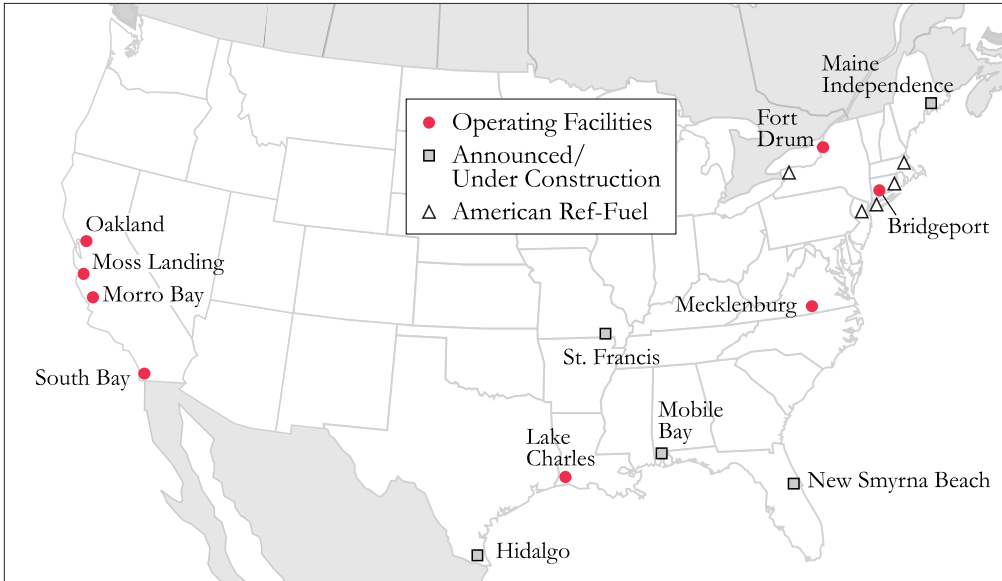 Maine
Independence
Fort
Drum
Operating Facilities
Announced/
Under Construction
American Ref-Fuel
Bridgeport
Oakland
Moss Landing
Morro Bay
Mecklenburg
St. Francis
South Bay
Mobile
Bay
Lake
Charles
New Smyrna Beach
Hidalgo